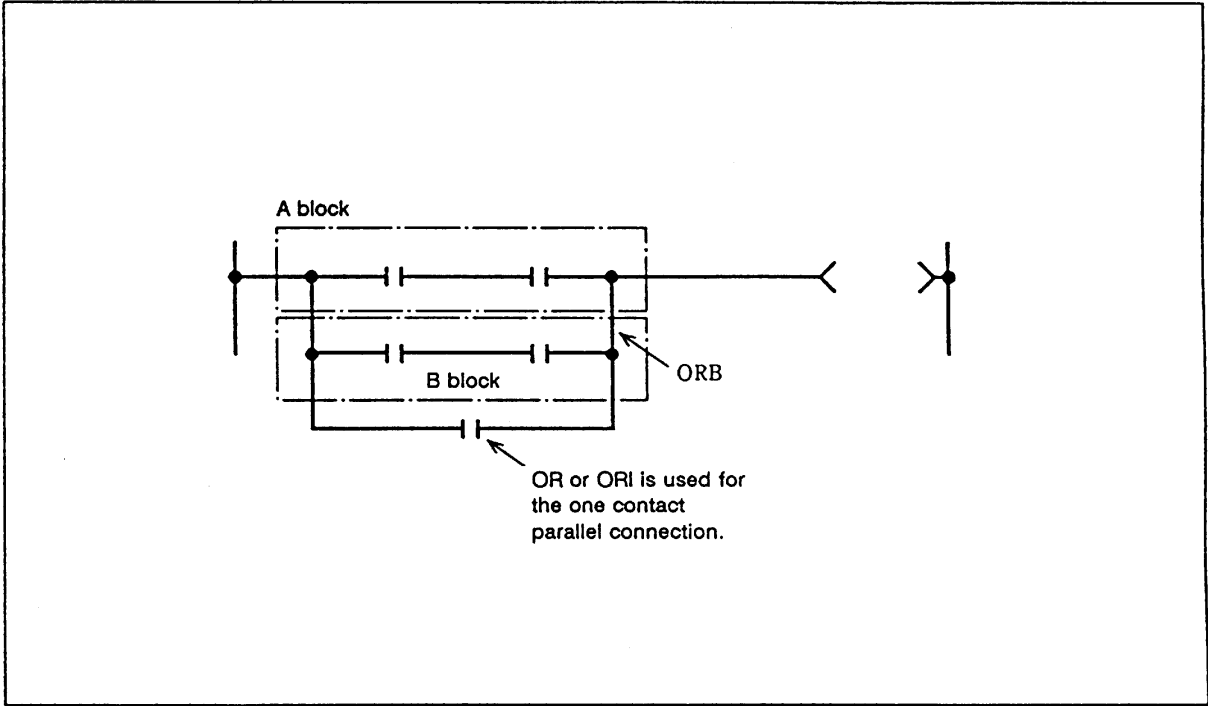 A block
B block
ORB
OR or ORI is used for
the one contact
parallel connection.